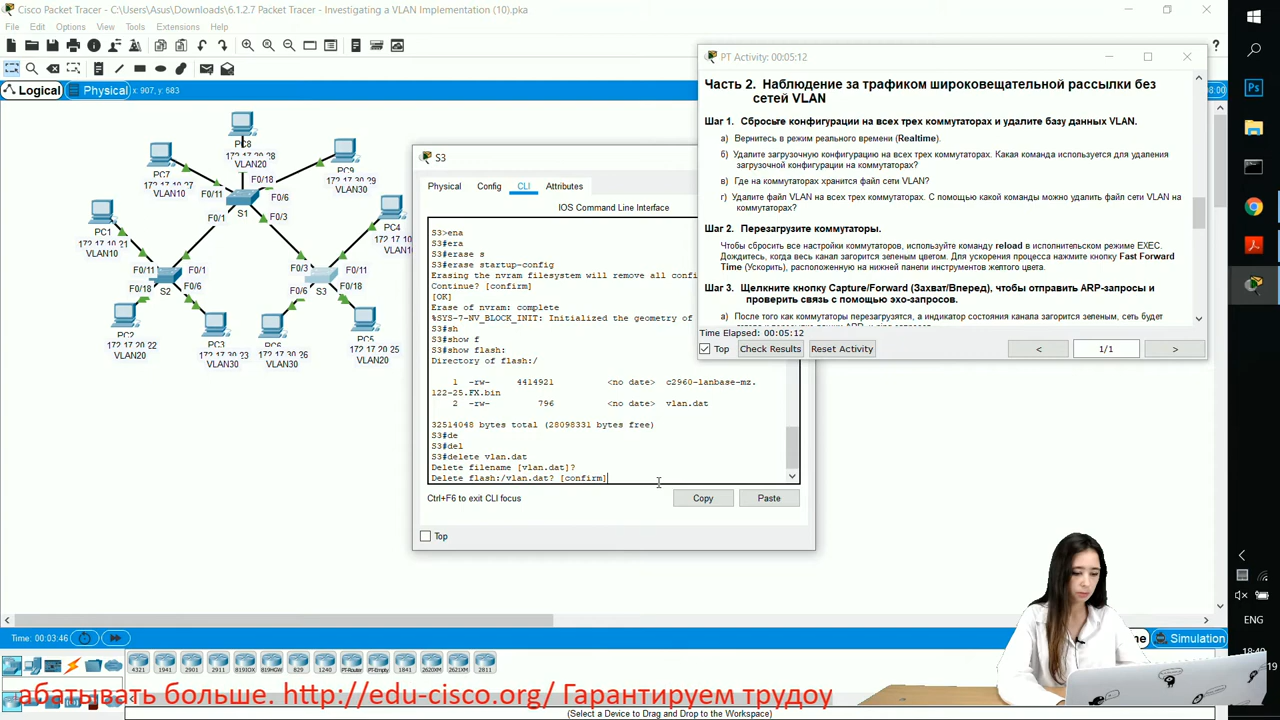 Cisco Packet Tracer - C:\Users\Asus\Downloads\6.1.2.7 Packet Tracer - Investigating a VLAN Implementation (10).pka
File Edit Options View Tools Extensions Help
Logical Physical x: 907, y: 683
PC8
172.17.20.28
VLAN20
PC7
172.17.10.27
VLAN10
PC9
172.17.30.29
VLAN30
F0/11
F0/18
F0/6
F0/1
S1
F0/3
PC1
172.17.10.21
VLAN10
PC4
F0/11
F0/1
F0/18
S2
F0/6
F0/3
F0/11
F0/6
S3
F0/18
PC2
172.17.20.22
VLAN20
PC3
172.17.30.23
VLAN30
PC6
172.17.30.26
VLAN30
PC5
172.17.20.25
VLAN20
S3
Physical Config CLI Attributes
IOS Command Line Interface
S3>ena
S3#era
S3#erase s
S3#erase startup-config
Erasing the nvram filesystem will remove all confi
Continue? [confirm]
[OK]
Erase of nvram: complete
%SYS-7-NV_BLOCK_INIT: Initialized the geometry of
S3#sh
S3#show f
S3#show flash:
Directory of flash:/
1 -rw- 4414921 <no date> c2960-lanbase-mz.
122-25.FX.bin
2 -rw- 796 <no date> vlan.dat
32514048 bytes total (28098331 bytes free)
S3#de
S3#del
S3#delete vlan.dat
Delete filename [vlan.dat]?
Delete flash:/vlan.dat? [confirm]
Ctrl+F6 to exit CLI focus
Copy Paste
Top
PT Activity: 00:05:12
Часть 2. Наблюдение за трафиком широковещательной рассылки без
сетей VLAN
Шаг 1. Сбросьте конфигурации на всех трех коммутаторах и удалите базу данных VLAN.
а) Вернитесь в режим реального времени (Realtime).
б) Удалите загрузочную конфигурацию на всех трех коммутаторах. Какая команда используется для удаления
загрузочной конфигурации на коммутаторах?
в) Где на коммутаторах хранится файл сети VLAN?
г) Удалите файл VLAN на всех трех коммутаторах. С помощью какой команды можно удалить файл сети VLAN на
коммутаторах?
Шаг 2. Перезагрузите коммутаторы.
Чтобы сбросить все настройки коммутаторов, используйте команду reload в исполнительском режиме EXEC.
Дождитесь, когда весь канал загорится зеленым цветом. Для ускорения процесса нажмите кнопку Fast Forward
Time (Ускорить), расположенную на нижней панели инструментов желтого цвета.
Шаг 3. Щелкните кнопку Capture/Forward (Захват/Вперед), чтобы отправить ARP-запросы и
проверить связь с помощью эхо-запросов.
а) После того как коммутаторы перезагрузятся, а индикатор состояния канала загорится зеленым, сеть будет
Time Elapsed: 00:05:12
Top Check Results Reset Activity < 1/1 >
Time: 00:03:46
Simulation
4321 1941 2901 2911 819IOX 819HGW 829 1240 PT-Router PT-Empty 1841 2620XM 2621XM 2811
абатывать больше. http://edu-cisco.org/ Гарантируем трудоу
(Select a Device to Drag and Drop to the Workspace)
ENG